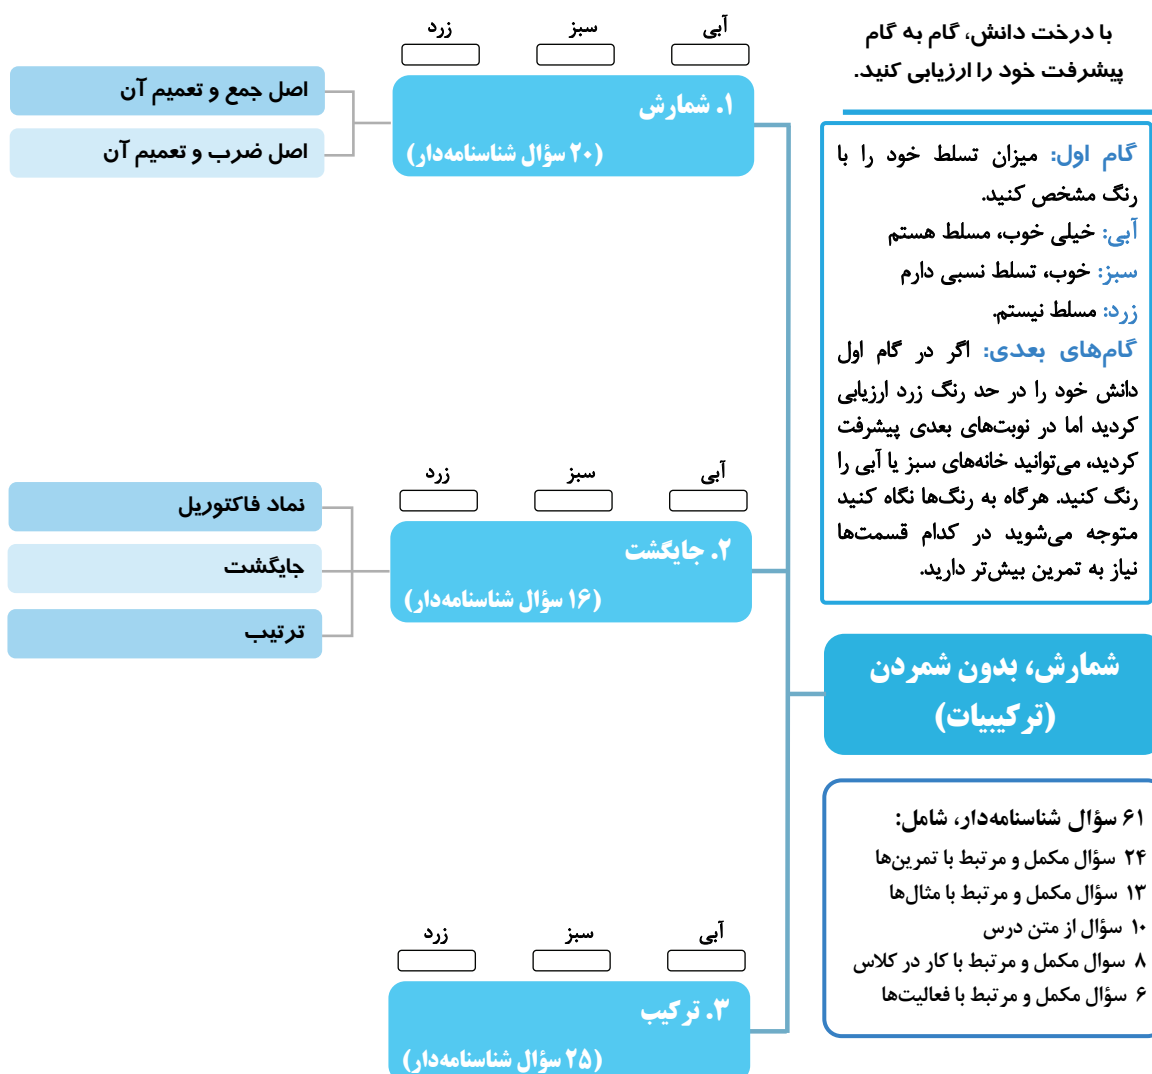 با درخت دانش، گام به گام
پیشرفت خود را ارزیابی کنید.
گام اول: میزان تسلط خود را با
رنگ مشخص کنید.
آبی: خیلی خوب، مسلط هستم
سبز: خوب، تسلط نسبی دارم
زرد: مسلط نیستم.
گام‌های بعدی: اگر در گام اول
دانش خود را در حد رنگ زرد ارزیابی
کردید اما در نوبت‌های بعدی پیشرفت
کردید، می‌توانید خانه‌های سبز یا آبی را
رنگ کنید. هرگاه به رنگ‌ها نگاه کنید
متوجه می‌شوید در کدام قسمت‌ها
نیاز به تمرین بیش‌تر دارید.
شمارش، بدون شمردن
(ترکیبیات)
۶۱ سؤال شناسنامه‌دار، شامل:
۲۴ سؤال مکمل و مرتبط با تمرین‌ها
۱۳ سؤال مکمل و مرتبط با مثال‌ها
۱۰ سؤال از متن درس
۸ سوال مکمل و مرتبط با کار در کلاس
۶ سؤال مکمل و مرتبط با فعالیت‌ها
آبی سبز زرد
۱. شمارش
(۲۰ سؤال شناسنامه‌دار)
اصل جمع و تعمیم آن
اصل ضرب و تعمیم آن
آبی سبز زرد
۲. جایگشت
(۱۶ سؤال شناسنامه‌دار)
نماد فاکتوریل
جایگشت
ترتیب
آبی سبز زرد
۳. ترکیب
(۲۵ سؤال شناسنامه‌دار)